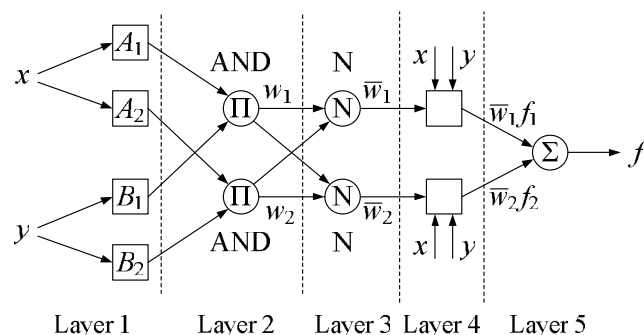 A₁
AND
N
x
y
x
w₁
w̅₁
Π
N
w̅₁f₁
A₂
Σ
f
B₁
Π
N
w̅₂f₂
y
w₂
w̅₂
B₂
AND
N
x
y
Layer 1
Layer 2
Layer 3
Layer 4
Layer 5